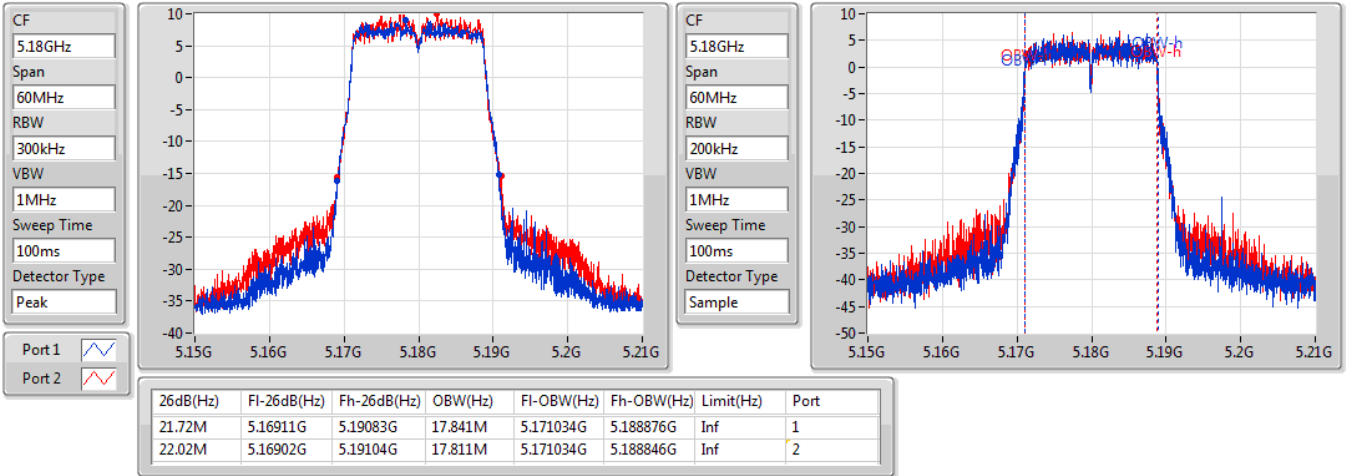 CF
5.18GHz
Span
60MHz
RBW
300kHz
VBW
1MHz
Sweep Time
100ms
Detector Type
Peak
Port 1
Port 2
10
5
0
-5
-10
-15
-20
-25
-30
-35
-40
5.15G 5.16G 5.17G 5.18G 5.19G 5.2G 5.21G
CF
5.18GHz
Span
60MHz
RBW
200kHz
VBW
1MHz
Sweep Time
100ms
Detector Type
Sample
10
5
0
-5
-10
-15
-20
-25
-30
-35
-40
-45
-50
OBW-h
OBW-h
5.15G 5.16G 5.17G 5.18G 5.19G 5.2G 5.21G
26dB(Hz) Fl-26dB(Hz) Fh-26dB(Hz) OBW(Hz) Fl-OBW(Hz) Fh-OBW(Hz) Limit(Hz) Port
21.72M 5.16911G 5.19083G 17.841M 5.171034G 5.188876G Inf 1
22.02M 5.16902G 5.19104G 17.811M 5.171034G 5.188846G Inf 2